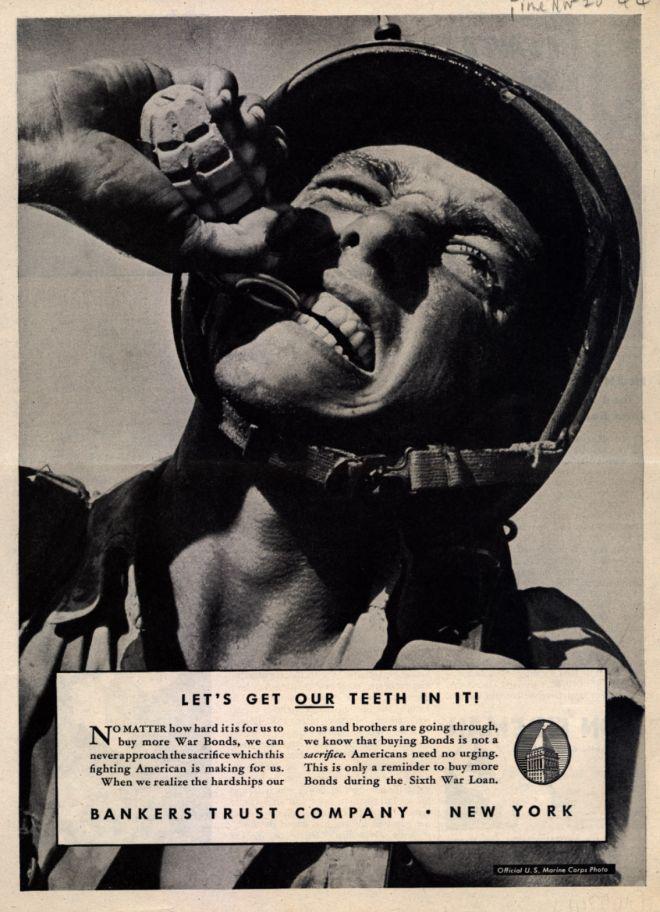 Time Nov 20 44
LET'S GET OUR TEETH IN IT!
NO MATTER how hard it is for us to
buy more War Bonds, we can
never approach the sacrifice which this
fighting American is making for us.
When we realize the hardships our
sons and brothers are going through,
we know that buying Bonds is not a
sacrifice. Americans need no urging.
This is only a reminder to buy more
Bonds during the Sixth War Loan.
BANKERS TRUST COMPANY • NEW YORK
Official U. S. Marine Corps Photo